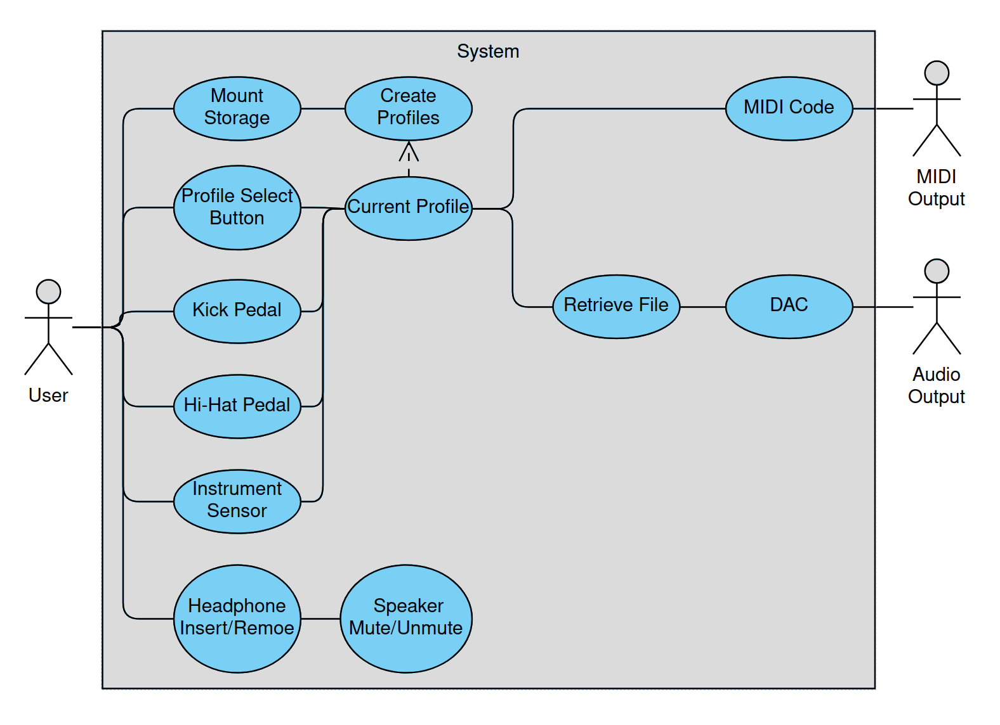 System
Mount
Storage
Create
Profiles
MIDI Code
MIDI
Output
Profile Select
Button
Current Profile
Kick Pedal
Retrieve File
DAC
Audio
Output
User
Hi-Hat Pedal
Instrument
Sensor
Headphone
Insert/Remoe
Speaker
Mute/Unmute